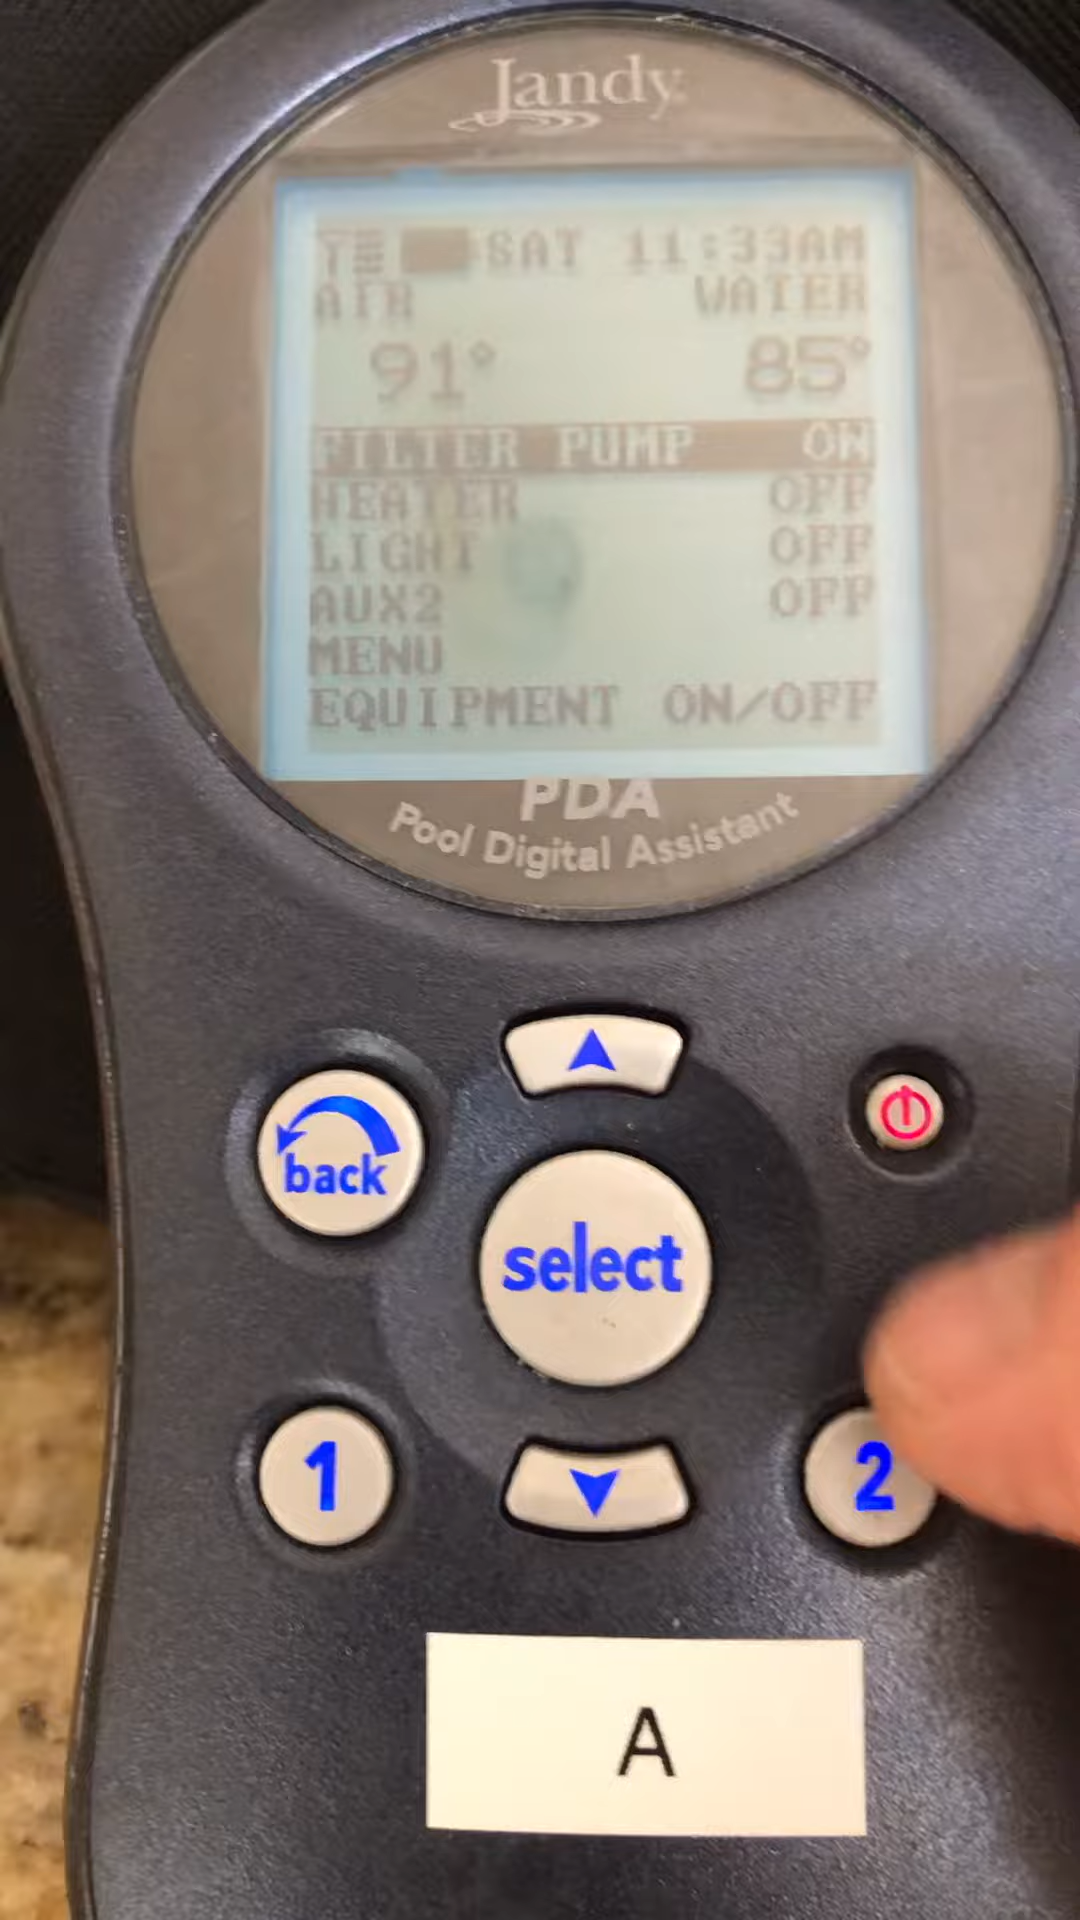 Jandy
SAT 11:33AM
AIR WATER
91° 85°
FILTER PUMP ON
HEATER OFF
LIGHT OFF
AUX2 OFF
MENU
EQUIPMENT ON/OFF
PDA
Pool Digital Assistant
back
select
1 2
A